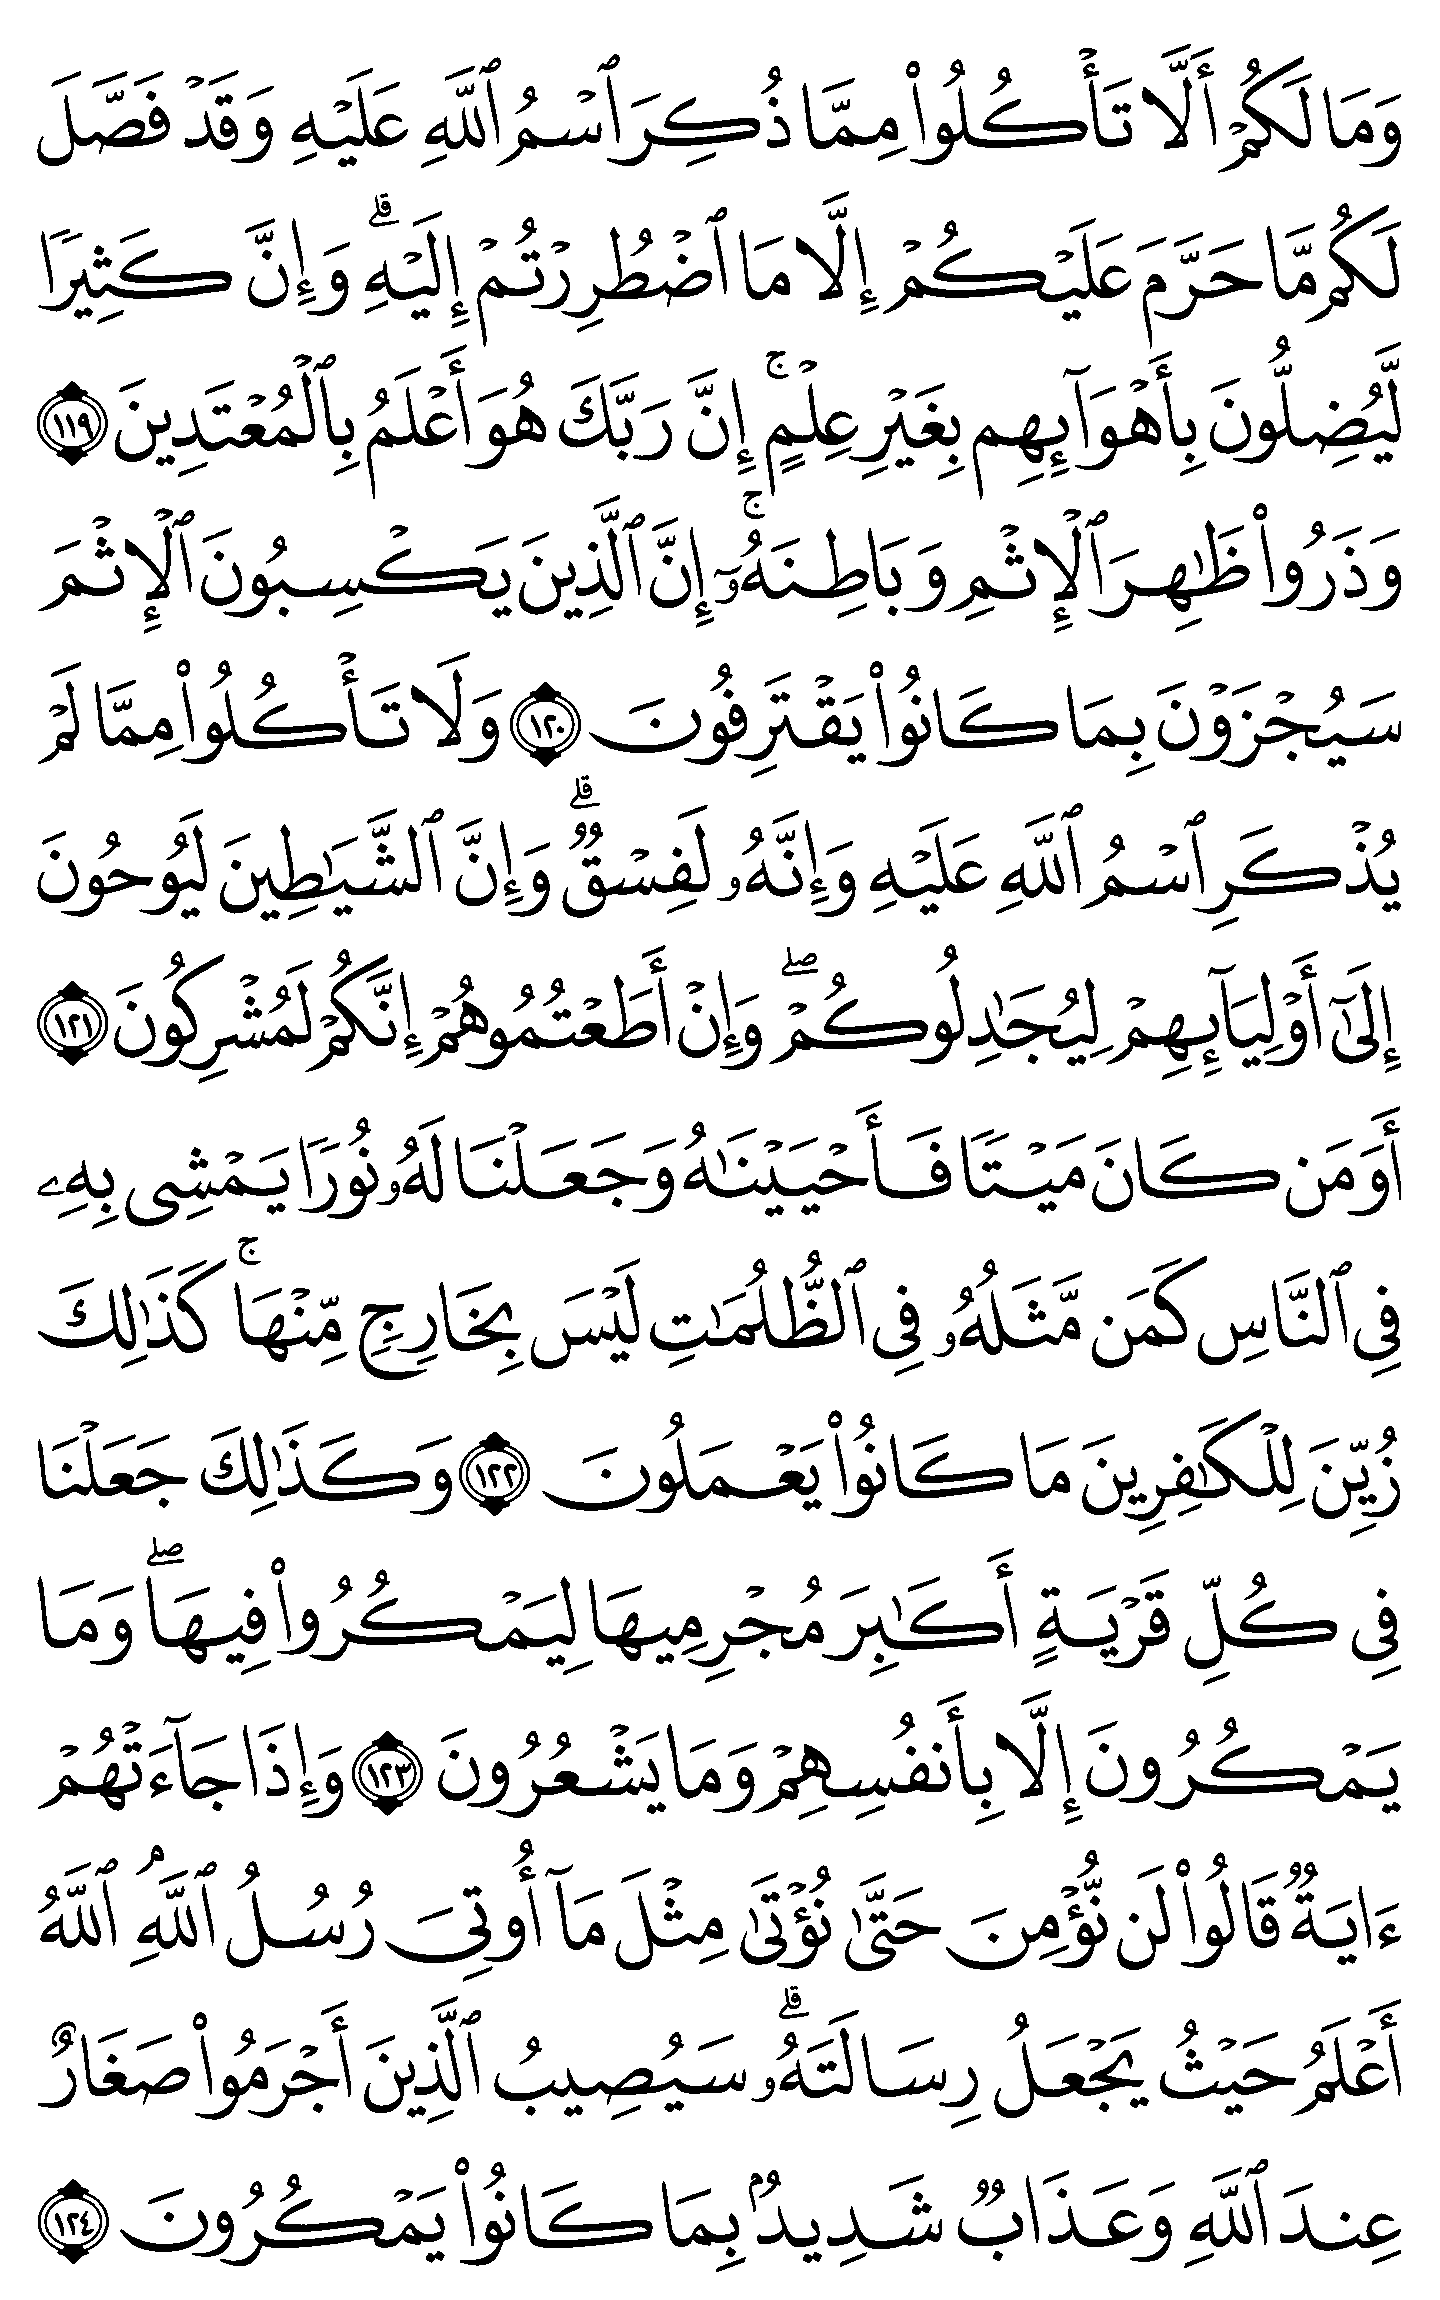 وَمَا لَكُمْ أَلَّا تَأْكُلُوا۟ مِمَّا ذُكِرَ ٱسْمُ ٱللَّهِ عَلَيْهِ وَقَدْ فَصَّلَ
لَكُم مَّا حَرَّمَ عَلَيْكُمْ إِلَّا مَا ٱضْطُرِرْتُمْ إِلَيْهِ ۗ وَإِنَّ كَثِيرًا
لَّيُضِلُّونَ بِأَهْوَآئِهِم بِغَيْرِ عِلْمٍ ۚ إِنَّ رَبَّكَ هُوَ أَعْلَمُ بِٱلْمُعْتَدِينَ ١١٩
وَذَرُوا۟ ظَـٰهِرَ ٱلْإِثْمِ وَبَاطِنَهُۥٓ ۚ إِنَّ ٱلَّذِينَ يَكْسِبُونَ ٱلْإِثْمَ
سَيُجْزَوْنَ بِمَا كَانُوا۟ يَقْتَرِفُونَ ١٢٠ وَلَا تَأْكُلُوا۟ مِمَّا لَمْ
يُذْكَرِ ٱسْمُ ٱللَّهِ عَلَيْهِ وَإِنَّهُۥ لَفِسْقٌ ۗ وَإِنَّ ٱلشَّيَـٰطِينَ لَيُوحُونَ
إِلَىٰٓ أَوْلِيَآئِهِمْ لِيُجَـٰدِلُوكُمْ ۖ وَإِنْ أَطَعْتُمُوهُمْ إِنَّكُمْ لَمُشْرِكُونَ ١٢١
أَوَمَن كَانَ مَيْتًا فَأَحْيَيْنَـٰهُ وَجَعَلْنَا لَهُۥ نُورًا يَمْشِى بِهِۦ
فِى ٱلنَّاسِ كَمَن مَّثَلُهُۥ فِى ٱلظُّلُمَـٰتِ لَيْسَ بِخَارِجٍ مِّنْهَا ۚ كَذَٰلِكَ
زُيِّنَ لِلْكَـٰفِرِينَ مَا كَانُوا۟ يَعْمَلُونَ ١٢٢ وَكَذَٰلِكَ جَعَلْنَا
فِى كُلِّ قَرْيَةٍ أَكَـٰبِرَ مُجْرِمِيهَا لِيَمْكُرُوا۟ فِيهَا ۖ وَمَا
يَمْكُرُونَ إِلَّا بِأَنفُسِهِمْ وَمَا يَشْعُرُونَ ١٢٣ وَإِذَا جَآءَتْهُمْ
ءَايَةٌ قَالُوا۟ لَن نُّؤْمِنَ حَتَّىٰ نُؤْتَىٰ مِثْلَ مَآ أُوتِىَ رُسُلُ ٱللَّهِ ۘ ٱللَّهُ
أَعْلَمُ حَيْثُ يَجْعَلُ رِسَالَتَهُۥ ۗ سَيُصِيبُ ٱلَّذِينَ أَجْرَمُوا۟ صَغَارٌ
عِندَ ٱللَّهِ وَعَذَابٌ شَدِيدٌۢ بِمَا كَانُوا۟ يَمْكُرُونَ ١٢٤